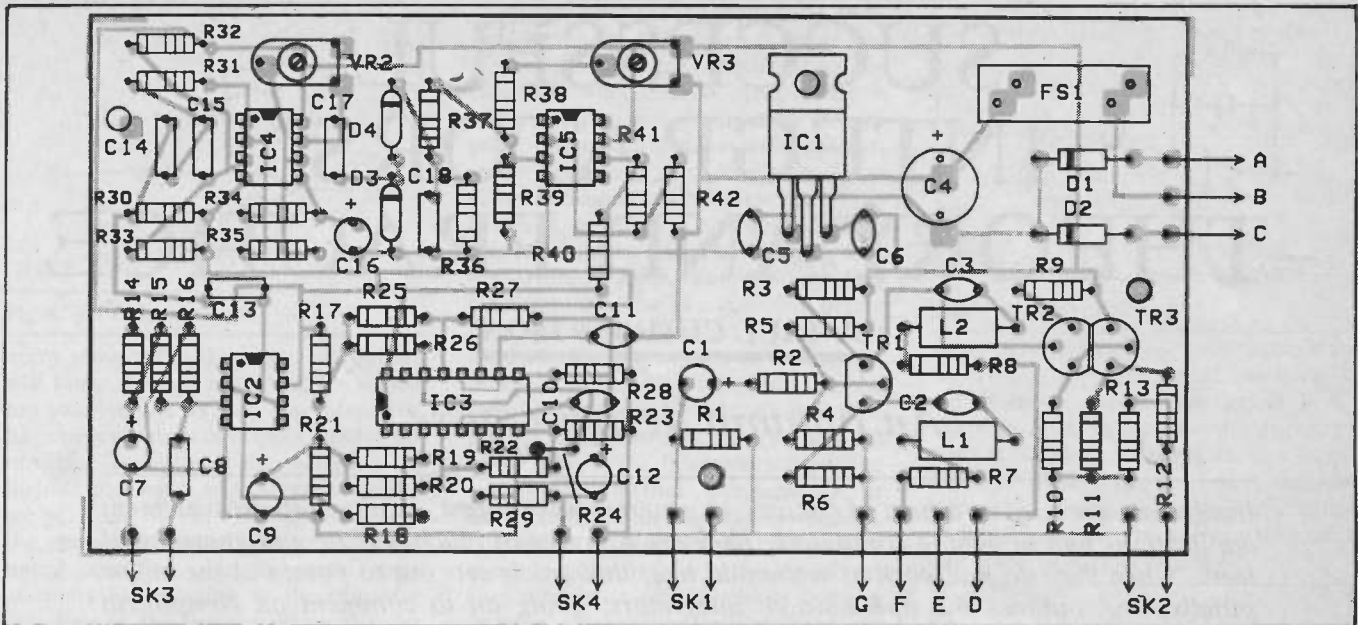 R32
VR2
VR3
R31
FS1
C15
C17
R38
C14
D4
R37
IC4
IC5
R41
IC1
A
D3
C18
C4
D1
B
R30
R34
R39
R42
D2
C
R33
R35
C16
R36
R40
C5
C6
R14
R15
R16
C13
R17
R25
R27
C11
R3
C3
R9
R26
R5
L2
TR2
TR3
TR1
C1
R2
R8
IC2
IC3
C10
R28
R1
R4
C2
R13
R21
R23
L1
R19
R22
C7
C8
R20
C12
R6
R7
R10
R11
R12
C9
R18
R29
R24
SK3
SK4
SK1
G
F
E
D
SK2